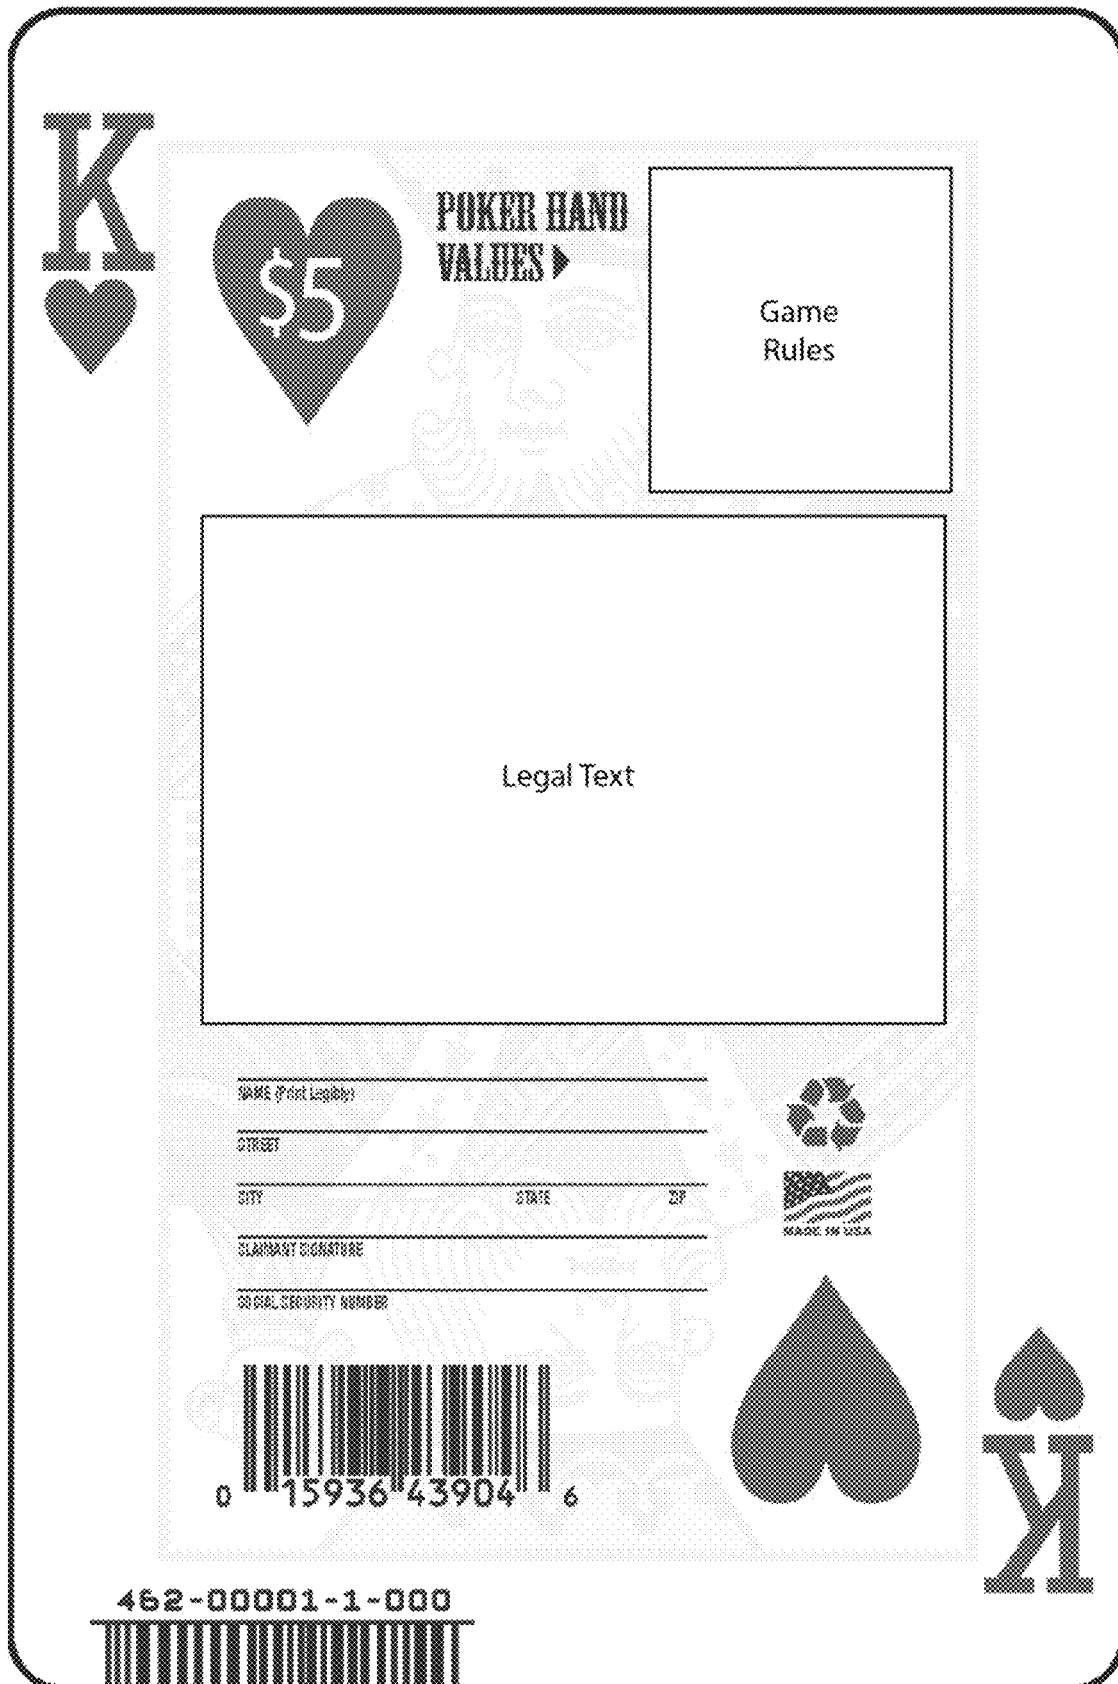 K
$5
POKER HAND
VALUES
Game
Rules
Legal Text
NAME (Print Legibly)
STREET
CITY STATE ZIP
CLAIMANT SIGNATURE
SOCIAL SECURITY NUMBER
MADE IN USA
0 15936 43904 6
K
462-00001-1-000